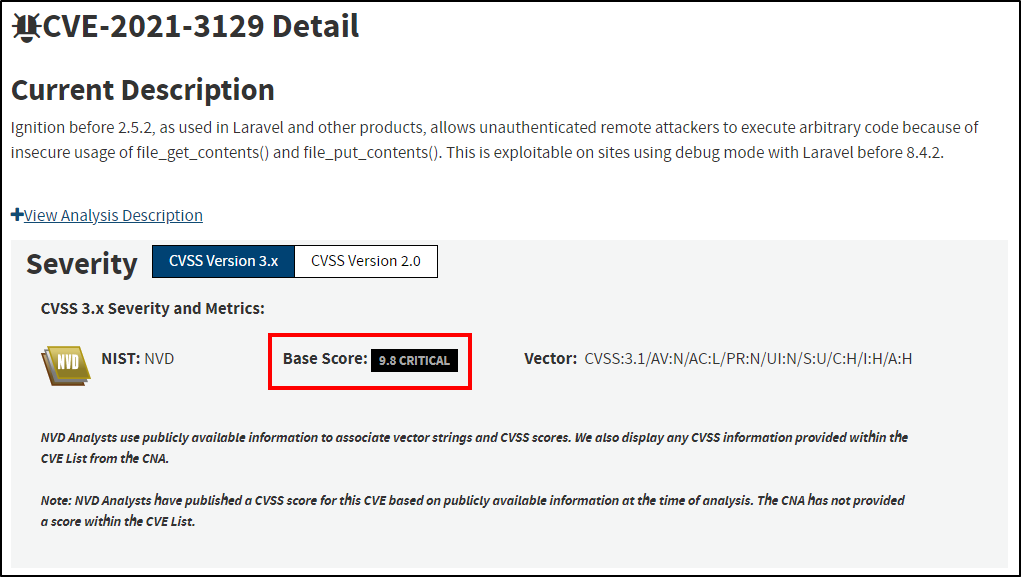 CVE-2021-3129 Detail
Current Description
Ignition before 2.5.2, as used in Laravel and other products, allows unauthenticated remote attackers to execute arbitrary code because of
insecure usage of file_get_contents() and file_put_contents(). This is exploitable on sites using debug mode with Laravel before 8.4.2.
View Analysis Description
Severity CVSS Version 3.x CVSS Version 2.0
CVSS 3.x Severity and Metrics:
NVD NIST: NVD Base Score: 9.8 CRITICAL Vector: CVSS:3.1/AV:N/AC:L/PR:N/UI:N/S:U/C:H/I:H/A:H
NVD Analysts use publicly available information to associate vector strings and CVSS scores. We also display any CVSS information provided within the
CVE List from the CNA.
Note: NVD Analysts have published a CVSS score for this CVE based on publicly available information at the time of analysis. The CNA has not provided
a score within the CVE List.